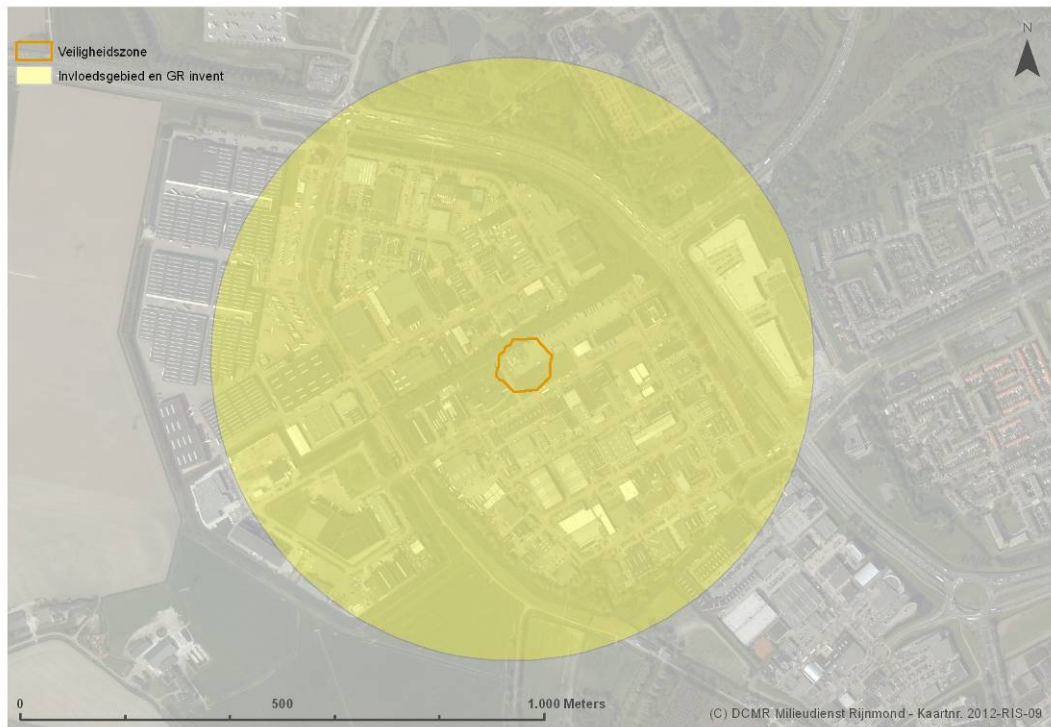 N
Veiligheidszone
Invloedsgebied en GR invent
0 500 1.000 Meters
(C) DCMR Milieudienst Rijnmond - Kaartnr. 2012-RIS-09